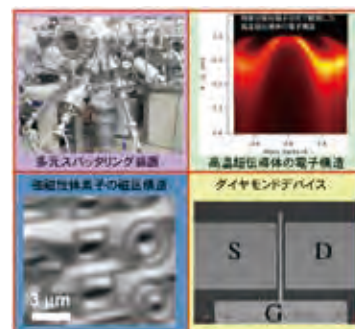 多元スパッタリング装置
高温超伝導体の電子構造
強磁性体素子の磁区構造
3 μm
ダイヤモンドデバイス
S
D
G